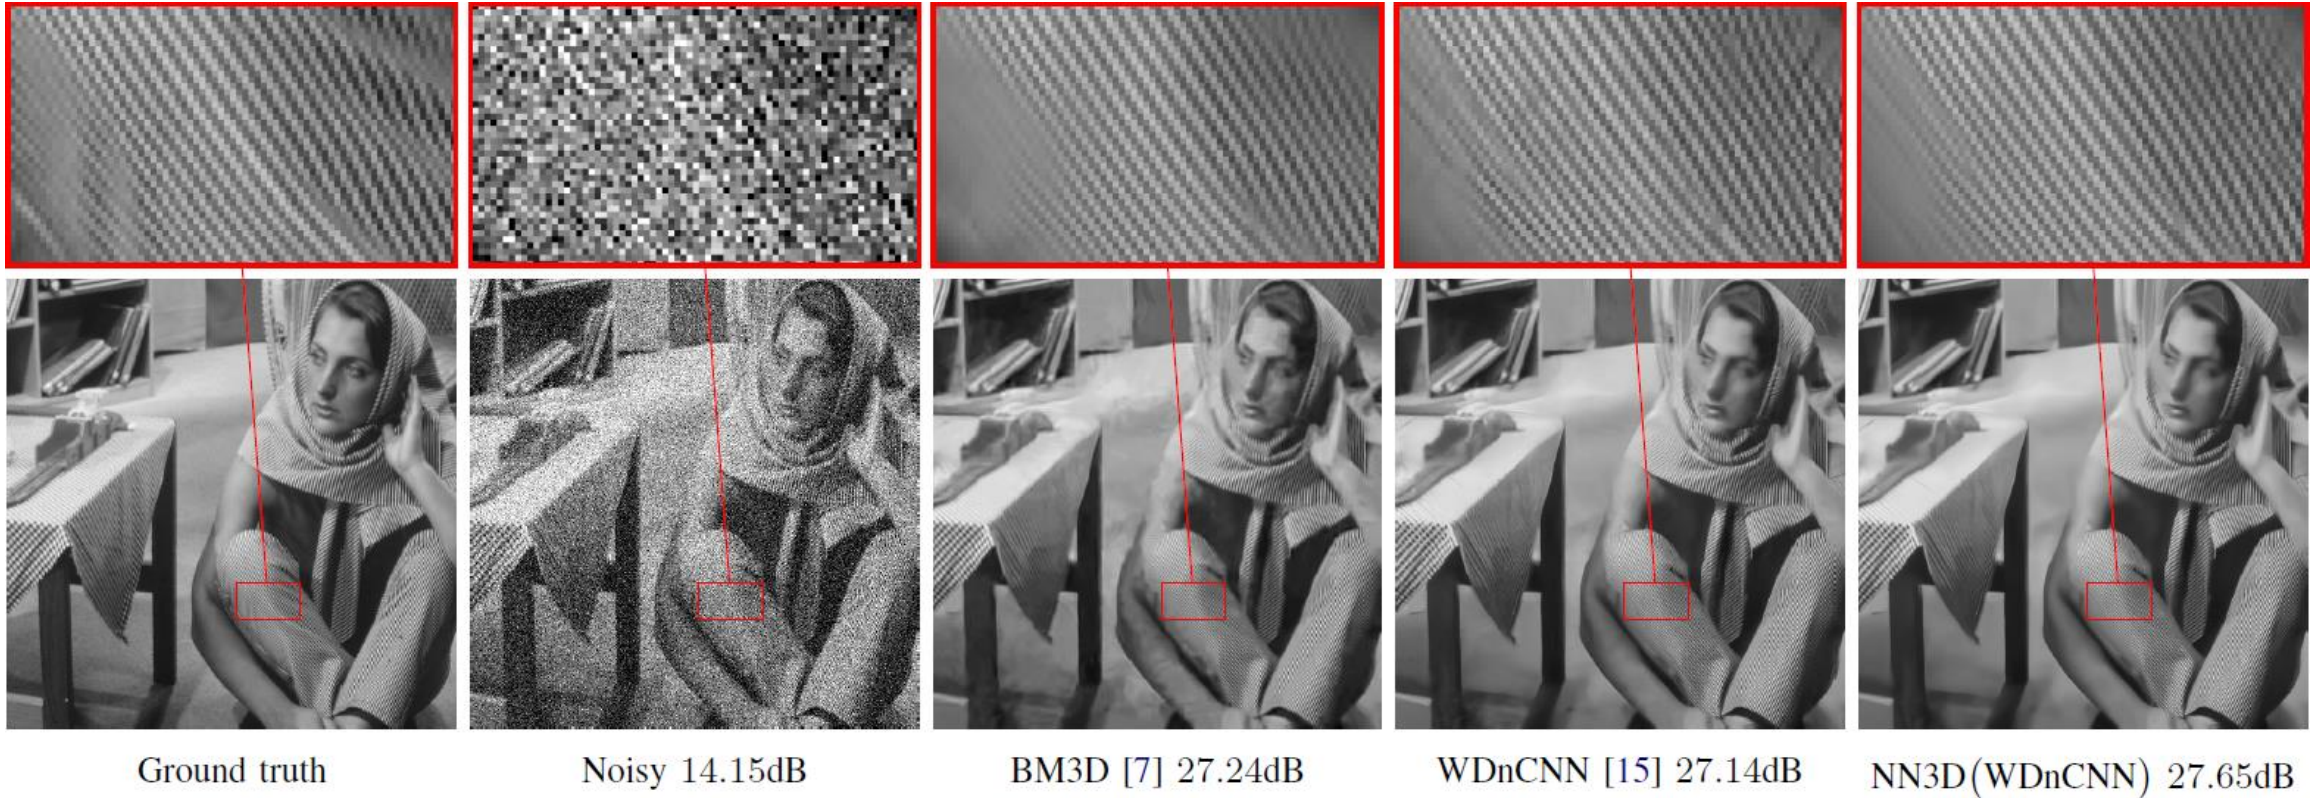 Ground truth
Noisy 14.15dB
BM3D [7] 27.24dB
WDnCNN [15] 27.14dB
NN3D(WDnCNN) 27.65dB